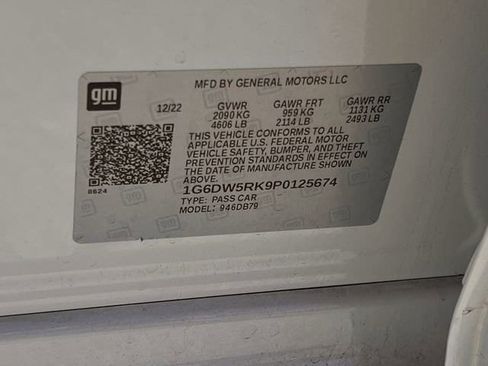 gm
MFD BY GENERAL MOTORS LLC
12/22 GVWR GAWR FRT GAWR RR
2090 KG 959 KG 1131 KG
4606 LB 2114 LB 2493 LB
THIS VEHICLE CONFORMS TO ALL
APPLICABLE U.S. FEDERAL MOTOR
VEHICLE SAFETY, BUMPER, AND THEFT
PREVENTION STANDARDS IN EFFECT ON
THE DATE OF MANUFACTURE SHOWN
ABOVE.
8624
1G6DW5RK9P0125674
TYPE: PASS CAR
MODEL: 946DB79